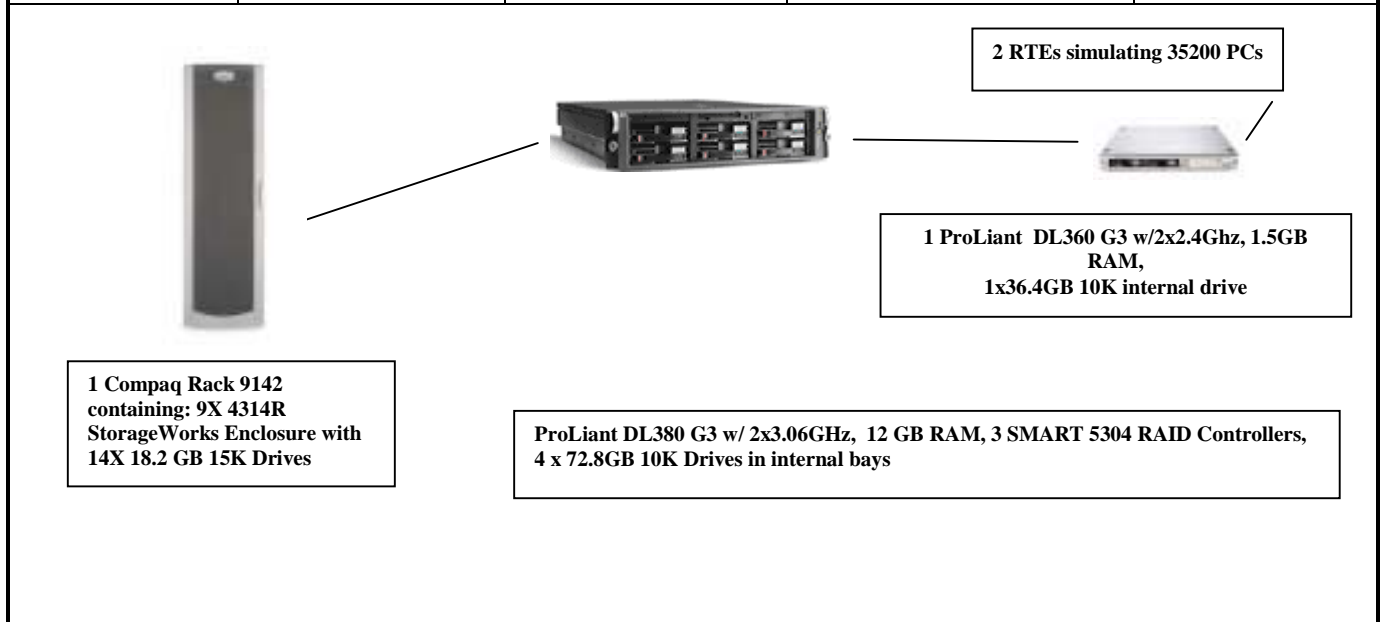 2 RTEs simulating 35200 PCs
1 ProLiant DL360 G3 w/2x2.4Ghz, 1.5GB
RAM,
1x36.4GB 10K internal drive
1 Compaq Rack 9142
containing: 9X 4314R
StorageWorks Enclosure with
14X 18.2 GB 15K Drives
ProLiant DL380 G3 w/ 2x3.06GHz, 12 GB RAM, 3 SMART 5304 RAID Controllers,
4 x 72.8GB 10K Drives in internal bays